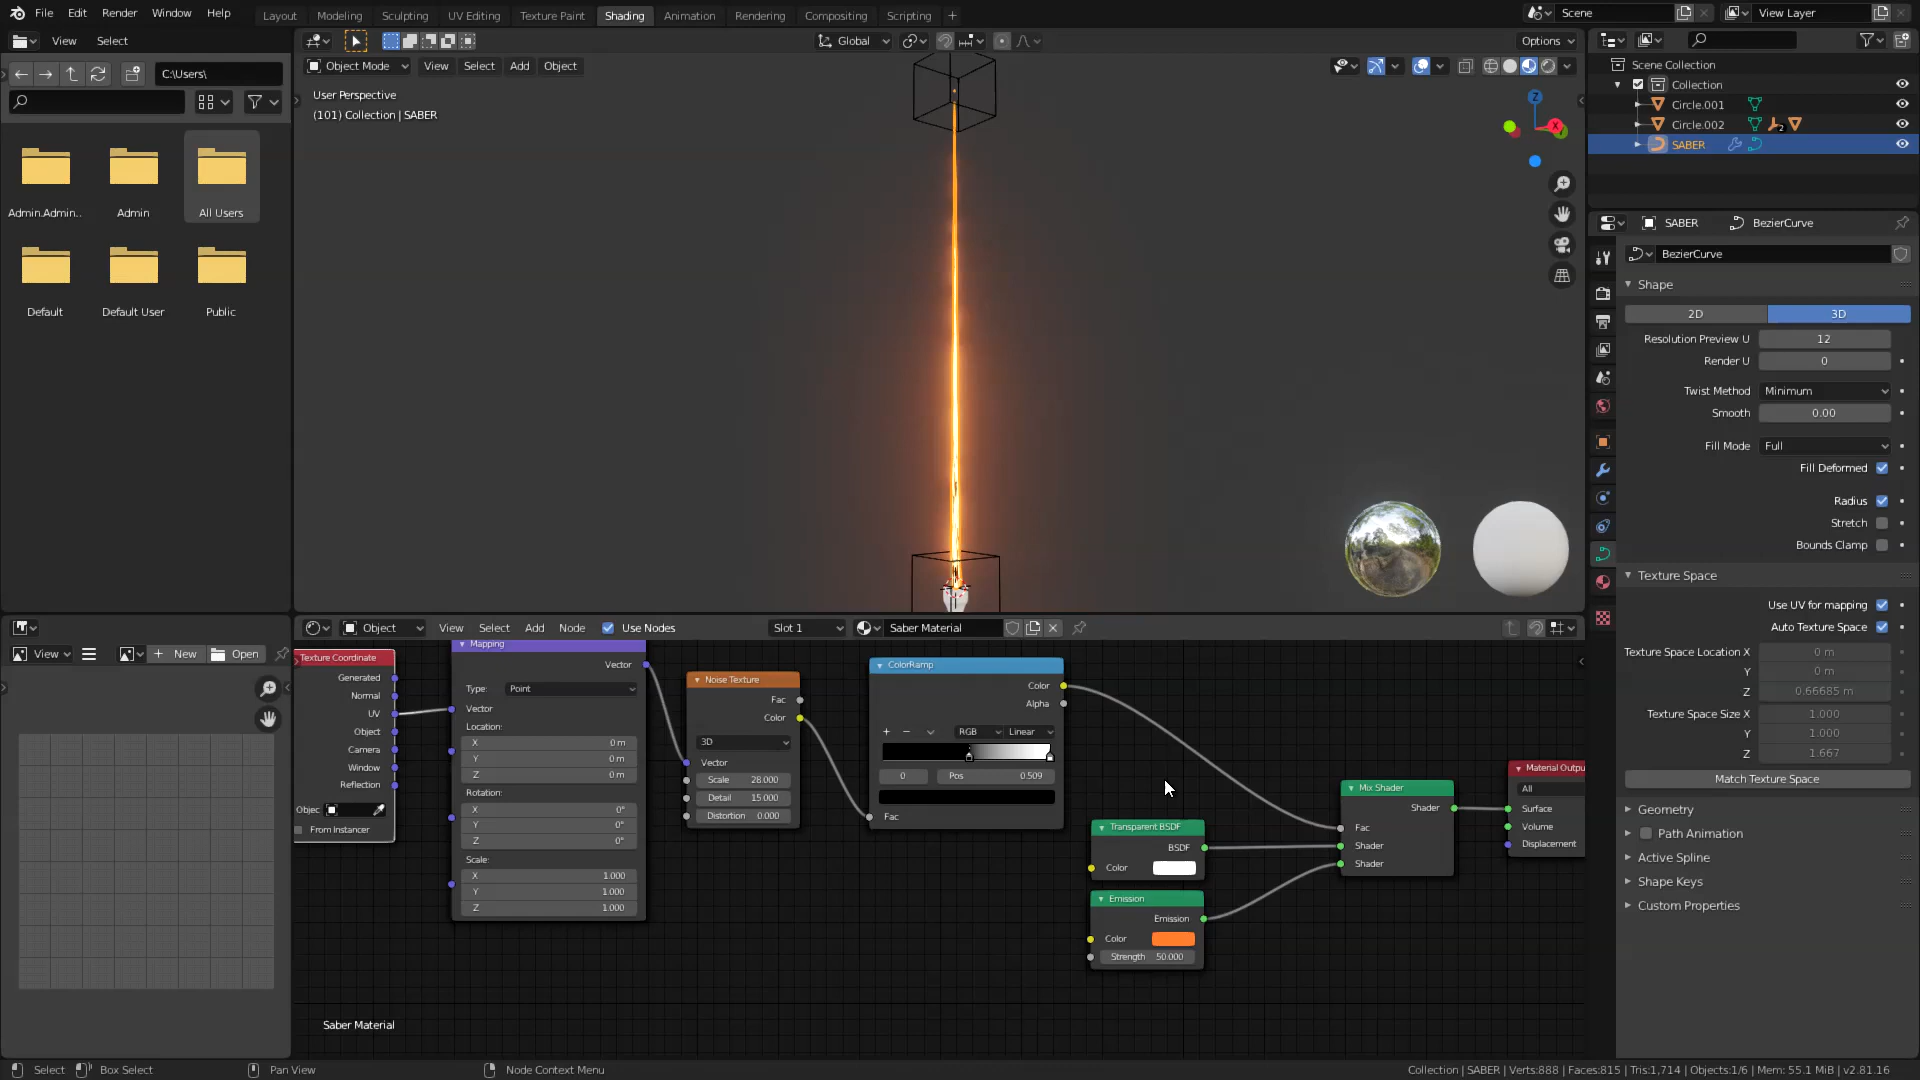 File Edit Render Window Help Layout Modeling Sculpting UV Editing Texture Paint Shading Animation Rendering Compositing Scripting + Scene View Layer
View Select
Global
Options
C:\Users\
Object Mode View Select Add Object
User Perspective
(101) Collection | SABER
Admin.Admin..
Admin
All Users
Default
Default User
Public
Z
X
Scene Collection
Collection
Circle.001
Circle.002
2
SABER
SABER BezierCurve
BezierCurve
Shape
2D 3D
Resolution Preview U 12
Render U 0
Twist Method Minimum
Smooth 0.00
Fill Mode Full
Fill Deformed
Radius
Stretch
Bounds Clamp
Texture Space
Use UV for mapping
Auto Texture Space
Texture Space Location X 0 m
Y 0 m
Z 0.66685 m
Texture Space Size X 1.000
Y 1.000
Z 1.667
Match Texture Space
Geometry
Path Animation
Active Spline
Shape Keys
Custom Properties
View New Open
Object View Select Add Node Use Nodes Slot 1 Saber Material
Texture Coordinate
Generated
Normal
UV
Object
Camera
Window
Reflection
Objec
From Instancer
Mapping
Vector
Type: Point
Vector
Location:
X 0 m
Y 0 m
Z 0 m
Rotation:
X 0°
Y 0°
Z 0°
Scale:
X 1.000
Y 1.000
Z 1.000
Noise Texture
Fac
Color
3D
Vector
Scale 28.000
Detail 15.000
Distortion 0.000
ColorRamp
Color
Alpha
+ − RGB Linear
0 Pos 0.509
Fac
Transparent BSDF
BSDF
Color
Emission
Emission
Color
Strength 50.000
Mix Shader
Shader
Fac
Shader
Shader
Material Outpu
All
Surface
Volume
Displacement
Saber Material
Select Box Select Pan View Node Context Menu Collection | SABER | Verts:888 | Faces:815 | Tris:1,714 | Objects:1/6 | Mem: 55.1 MiB | v2.81.16